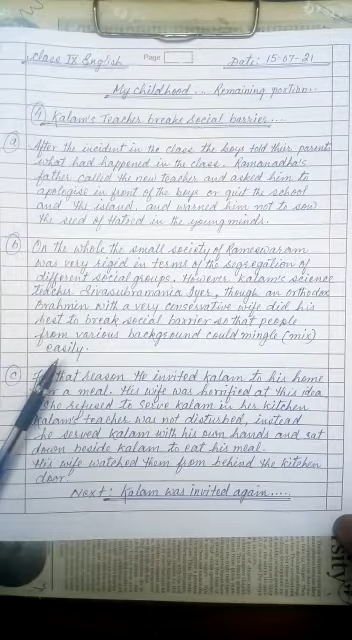 Class IX English
Page
Date: 15-07-21
My childhood ... Remaining portion...
4) Kalam's Teacher breaks social barrier....
(a) After the incident in the class the boys told their parents
what had happened in the class. Ramanadha's
father called the new teacher and asked him to
apologise in front of the boys or quit the school
and the island, and warned him not to sow
the seed of Hatred in the young minds.
(b) On the whole the small society of Rameswaram
was very rigid in terms of the segregation of
different social groups. However Kalam's science
teacher Sivasubramania Iyer, though an orthodox
Brahmin with a very conservative wife did his
best to break social barrier so that people
from various background could mingle (mix)
easily.
(c) that reason He invited Kalam to his home
a meal. His wife was horrified at this idea
she refused to serve Kalam in her kitchen
Kalam's teacher was not disturbed, instead
he served Kalam with his own hands and sat
down beside Kalam to eat his meal.
His wife watched them from behind the kitchen
door.
Next: Kalam was invited again.....